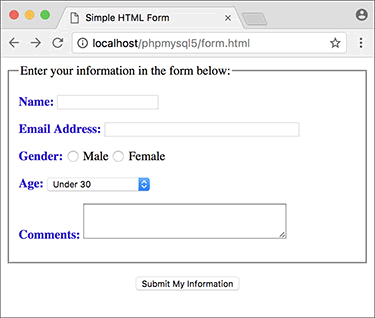 Simple HTML Form
localhost/phpmysql5/form.html
Enter your information in the form below:
Name:
Email Address:
Gender: Male Female
Age: Under 30
Comments:
Submit My Information